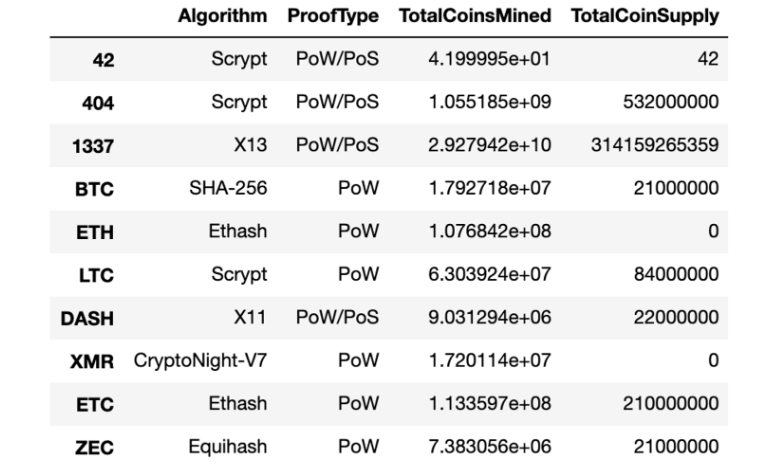 Algorithm ProofType TotalCoinsMined TotalCoinSupply
42 Scrypt PoW/PoS 4.199995e+01 42
404 Scrypt PoW/PoS 1.055185e+09 532000000
1337 X13 PoW/PoS 2.927942e+10 314159265359
BTC SHA-256 PoW 1.792718e+07 21000000
ETH Ethash PoW 1.076842e+08 0
LTC Scrypt PoW 6.303924e+07 84000000
DASH X11 PoW/PoS 9.031294e+06 22000000
XMR CryptoNight-V7 PoW 1.720114e+07 0
ETC Ethash PoW 1.133597e+08 210000000
ZEC Equihash PoW 7.383056e+06 21000000